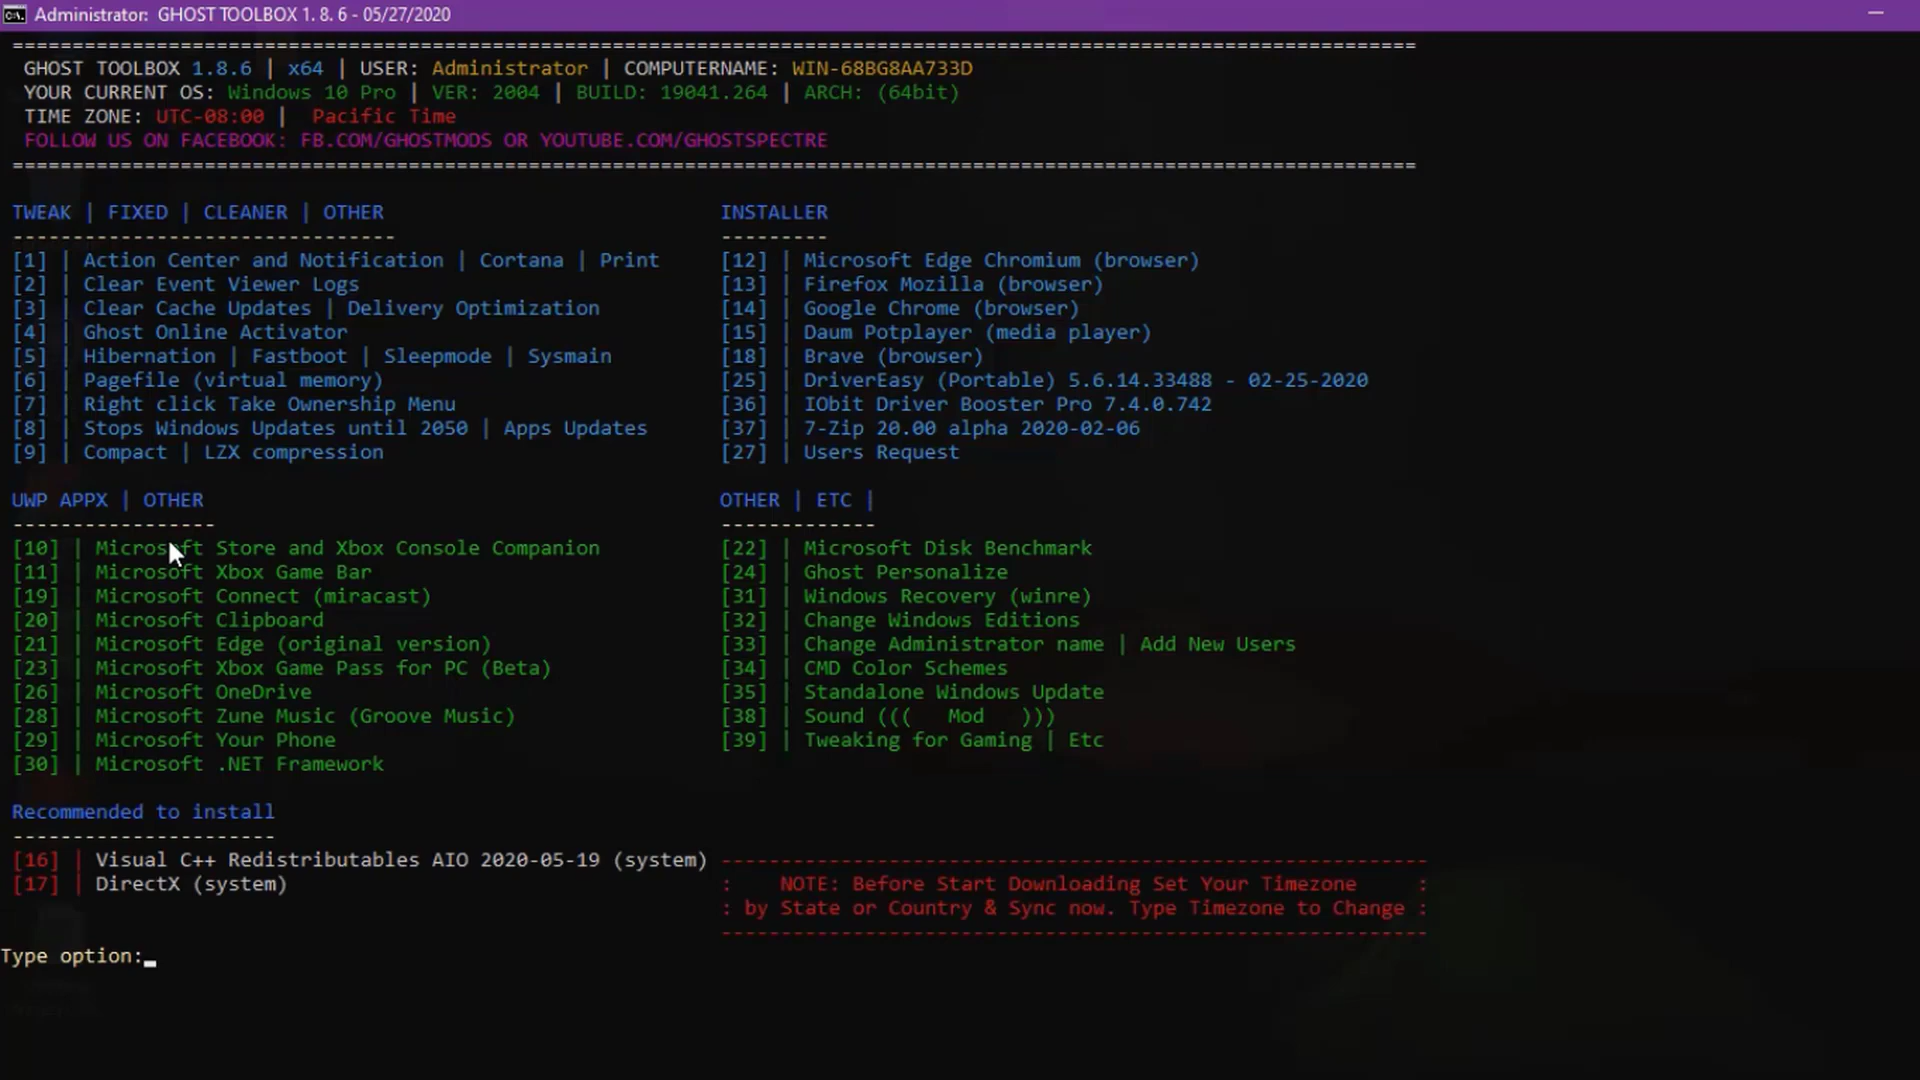 Administrator: GHOST TOOLBOX 1. 8. 6 - 05/27/2020
GHOST TOOLBOX 1.8.6 | x64 | USER: Administrator | COMPUTERNAME: WIN-68BG8AA733D
YOUR CURRENT OS: Windows 10 Pro | VER: 2004 | BUILD: 19041.264 | ARCH: (64bit)
TIME ZONE: UTC-08:00 | Pacific Time
FOLLOW US ON FACEBOOK: FB.COM/GHOSTMODS OR YOUTUBE.COM/GHOSTSPECTRE
TWEAK | FIXED | CLEANER | OTHER
[1] | Action Center and Notification | Cortana | Print
[2] | Clear Event Viewer Logs
[3] | Clear Cache Updates | Delivery Optimization
[4] | Ghost Online Activator
[5] | Hibernation | Fastboot | Sleepmode | Sysmain
[6] | Pagefile (virtual memory)
[7] | Right click Take Ownership Menu
[8] | Stops Windows Updates until 2050 | Apps Updates
[9] | Compact | LZX compression
INSTALLER
[12] | Microsoft Edge Chromium (browser)
[13] | Firefox Mozilla (browser)
[14] | Google Chrome (browser)
[15] | Daum Potplayer (media player)
[18] | Brave (browser)
[25] | DriverEasy (Portable) 5.6.14.33488 - 02-25-2020
[36] | IObit Driver Booster Pro 7.4.0.742
[37] | 7-Zip 20.00 alpha 2020-02-06
[27] | Users Request
UWP APPX | OTHER
[10] | Microsoft Store and Xbox Console Companion
[11] | Microsoft Xbox Game Bar
[19] | Microsoft Connect (miracast)
[20] | Microsoft Clipboard
[21] | Microsoft Edge (original version)
[23] | Microsoft Xbox Game Pass for PC (Beta)
[26] | Microsoft OneDrive
[28] | Microsoft Zune Music (Groove Music)
[29] | Microsoft Your Phone
[30] | Microsoft .NET Framework
OTHER | ETC |
[22] | Microsoft Disk Benchmark
[24] | Ghost Personalize
[31] | Windows Recovery (winre)
[32] | Change Windows Editions
[33] | Change Administrator name | Add New Users
[34] | CMD Color Schemes
[35] | Standalone Windows Update
[38] | Sound ((( Mod )))
[39] | Tweaking for Gaming | Etc
Recommended to install
[16] | Visual C++ Redistributables AIO 2020-05-19 (system)
[17] | DirectX (system)
: NOTE: Before Start Downloading Set Your Timezone :
: by State or Country & Sync now. Type Timezone to Change :
Type option: